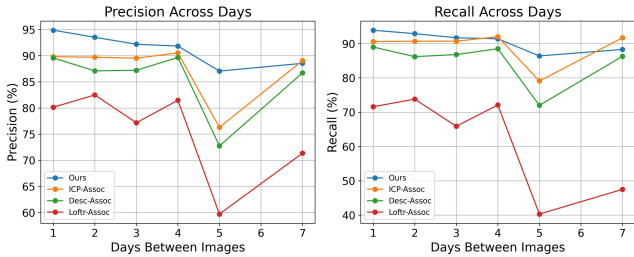 Precision Across Days
95
90
85
80
75
70
65
60
Precision (%)
Ours
ICP-Assoc
Desc-Assoc
Loftr-Assoc
1 2 3 4 5 6 7
Days Between Images
Recall Across Days
90
80
70
60
50
40
Recall (%)
Ours
ICP-Assoc
Desc-Assoc
Loftr-Assoc
1 2 3 4 5 6 7
Days Between Images